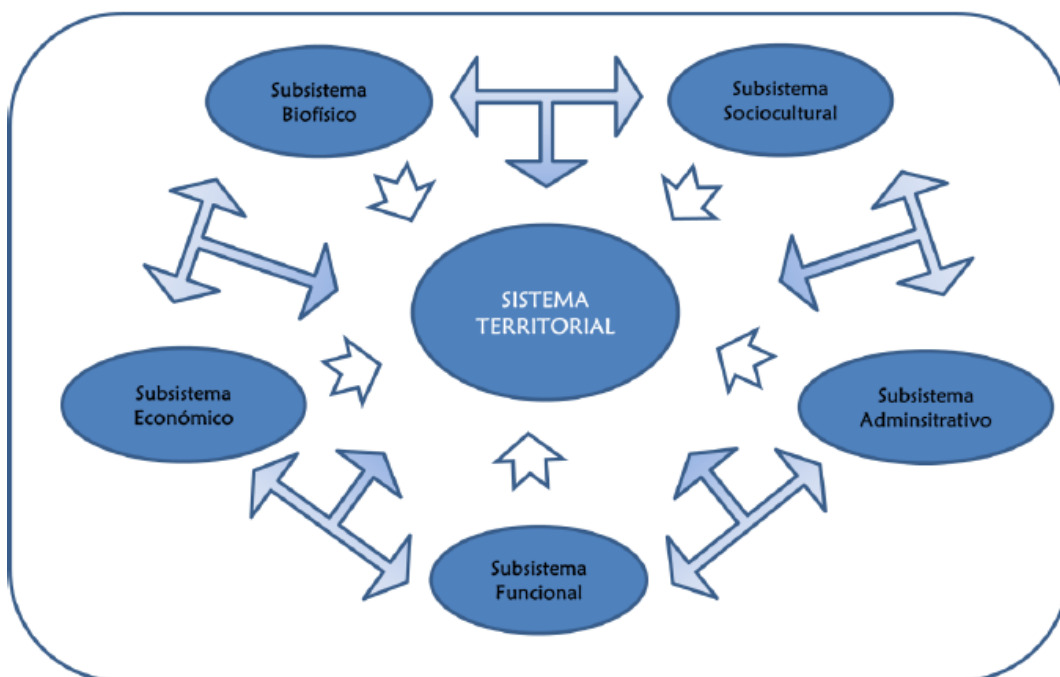 Subsistema
Biofísico
Subsistema
Sociocultural
SISTEMA
TERRITORIAL
Subsistema
Económico
Subsistema
Adminsitrativo
Subsistema
Funcional